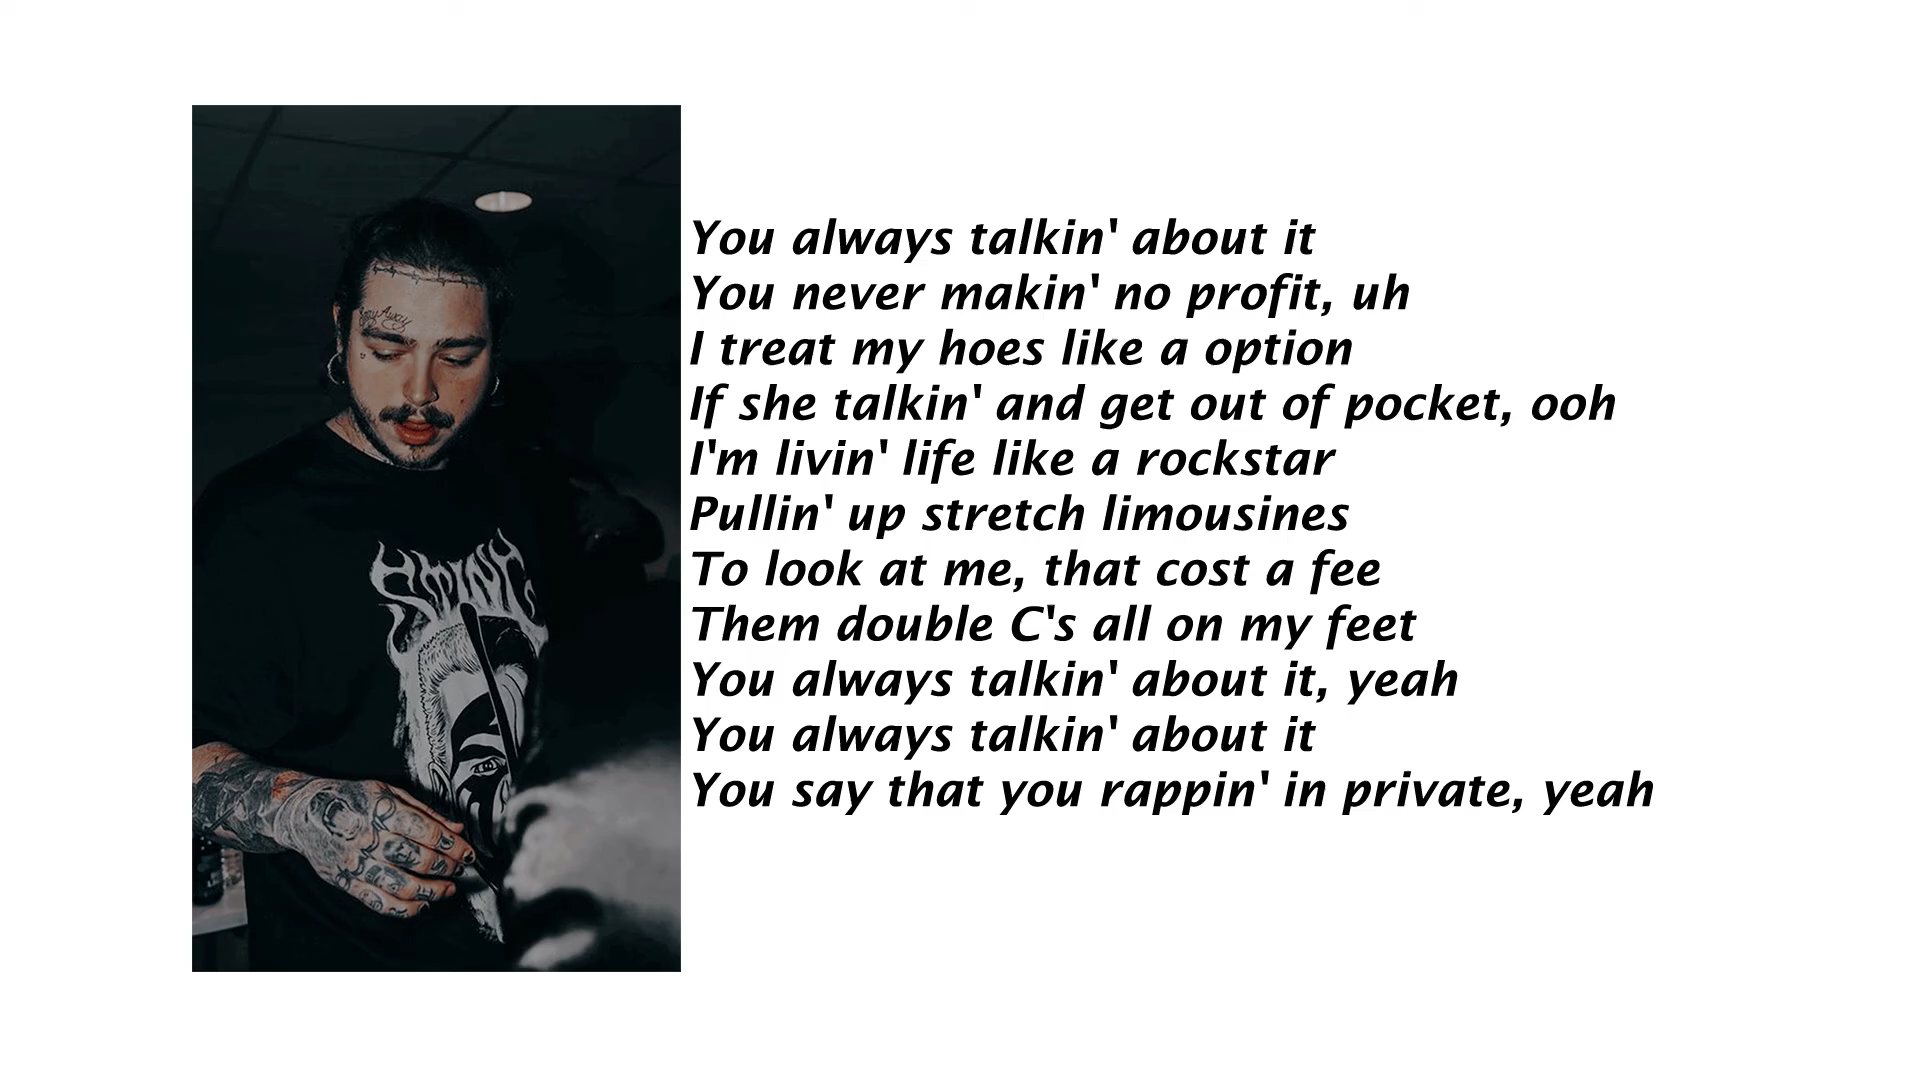 You always talkin' about it
You never makin' no profit, uh
I treat my hoes like a option
If she talkin' and get out of pocket, ooh
I'm livin' life like a rockstar
Pullin' up stretch limousines
To look at me, that cost a fee
Them double C's all on my feet
You always talkin' about it, yeah
You always talkin' about it
You say that you rappin' in private, yeah
Stay Away